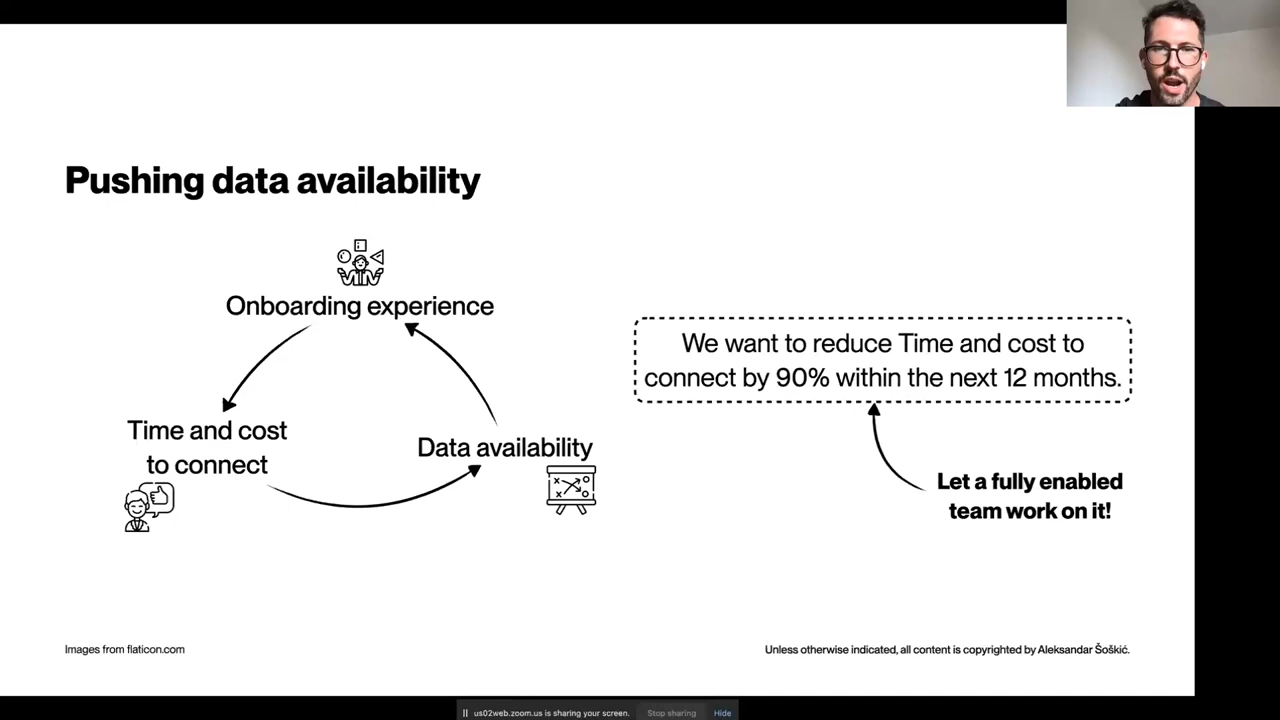 Pushing data availability
Onboarding experience
Time and cost
to connect
Data availability
We want to reduce Time and cost to
connect by 90% within the next 12 months.
Let a fully enabled
team work on it!
Images from flaticon.com
Unless otherwise indicated, all content is copyrighted by Aleksandar Šoškić.
us02web.zoom.us is sharing your screen.
Stop sharing
Hide